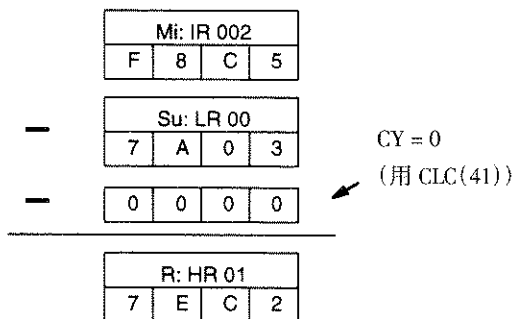 Mi: IR 002
F 8 C 5
Su: LR 00
− 7 A 0 3
CY = 0
(用 CLC(41))
− 0 0 0 0
R: HR 01
7 E C 2